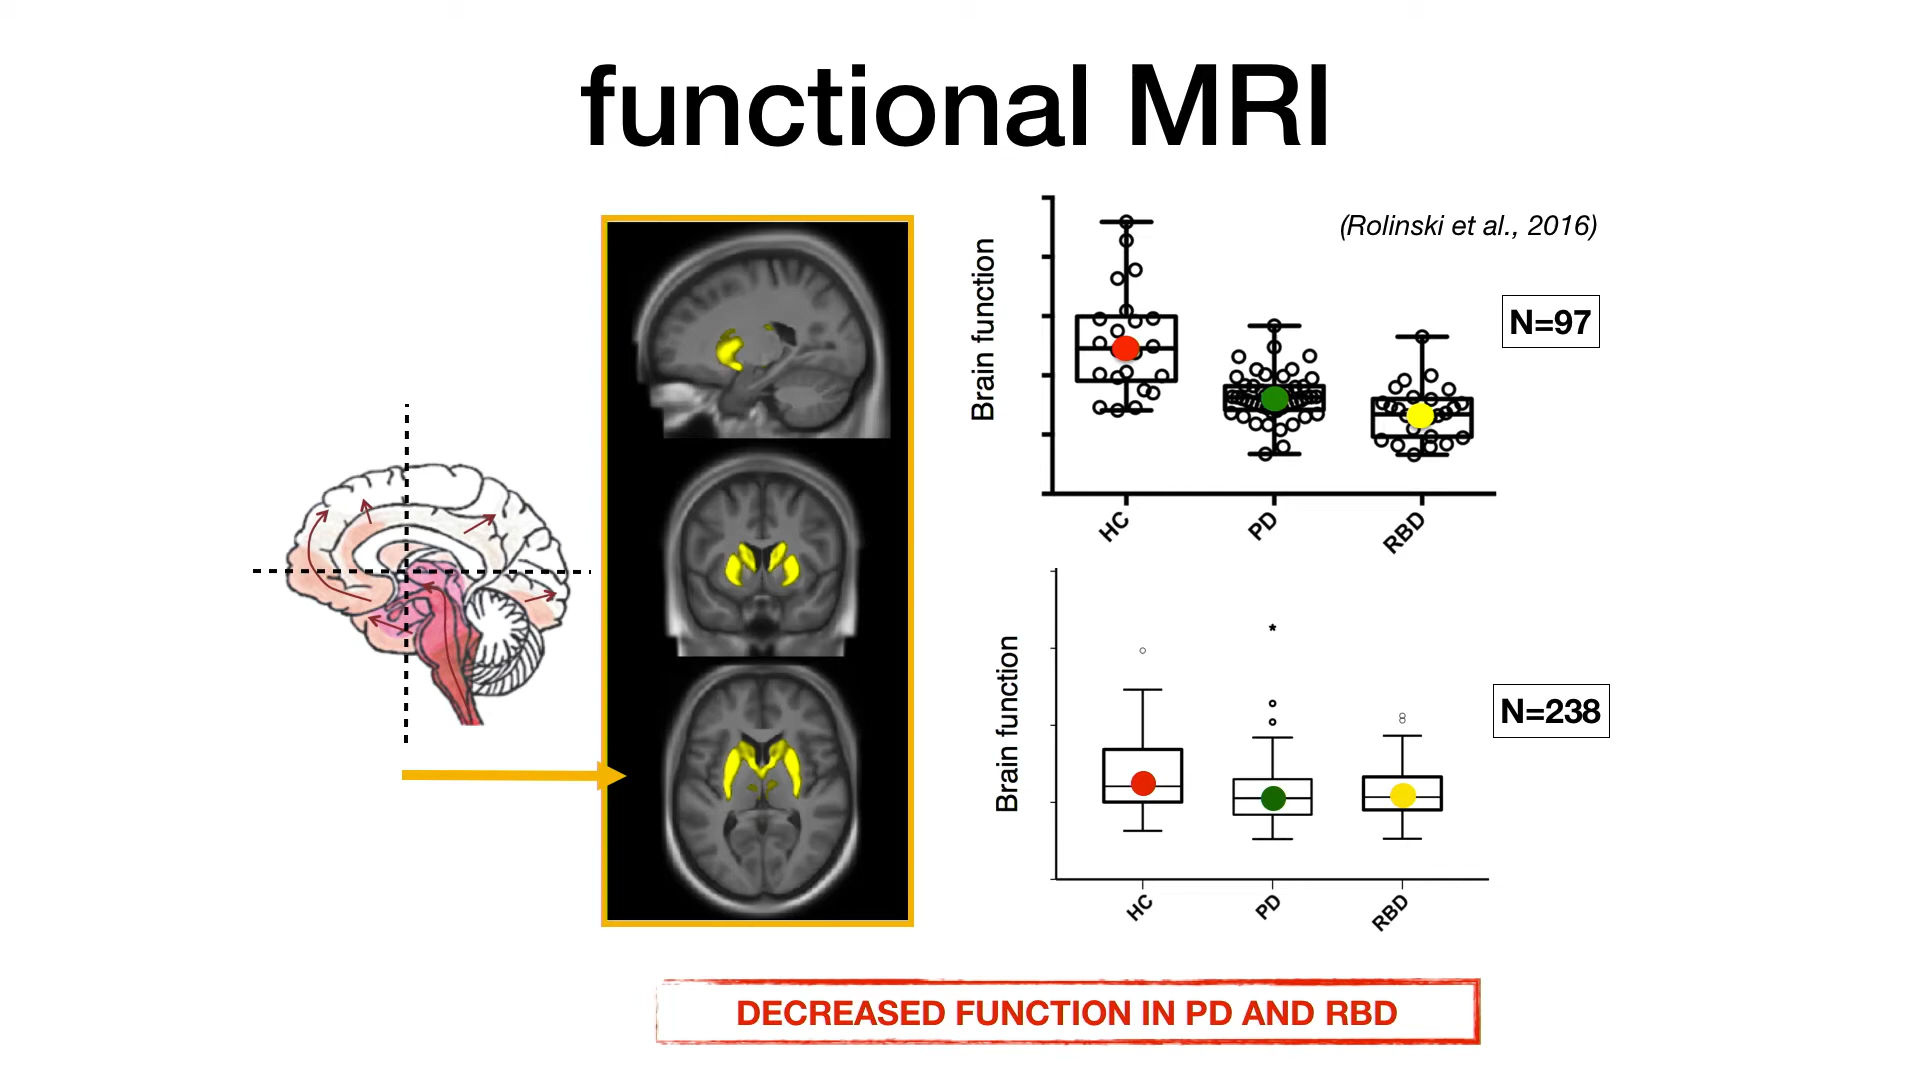 functional MRI
(Rolinski et al., 2016)
Brain function
N=97
HC
PD
RBD
Brain function
N=238
HC
PD
RBD
DECREASED FUNCTION IN PD AND RBD